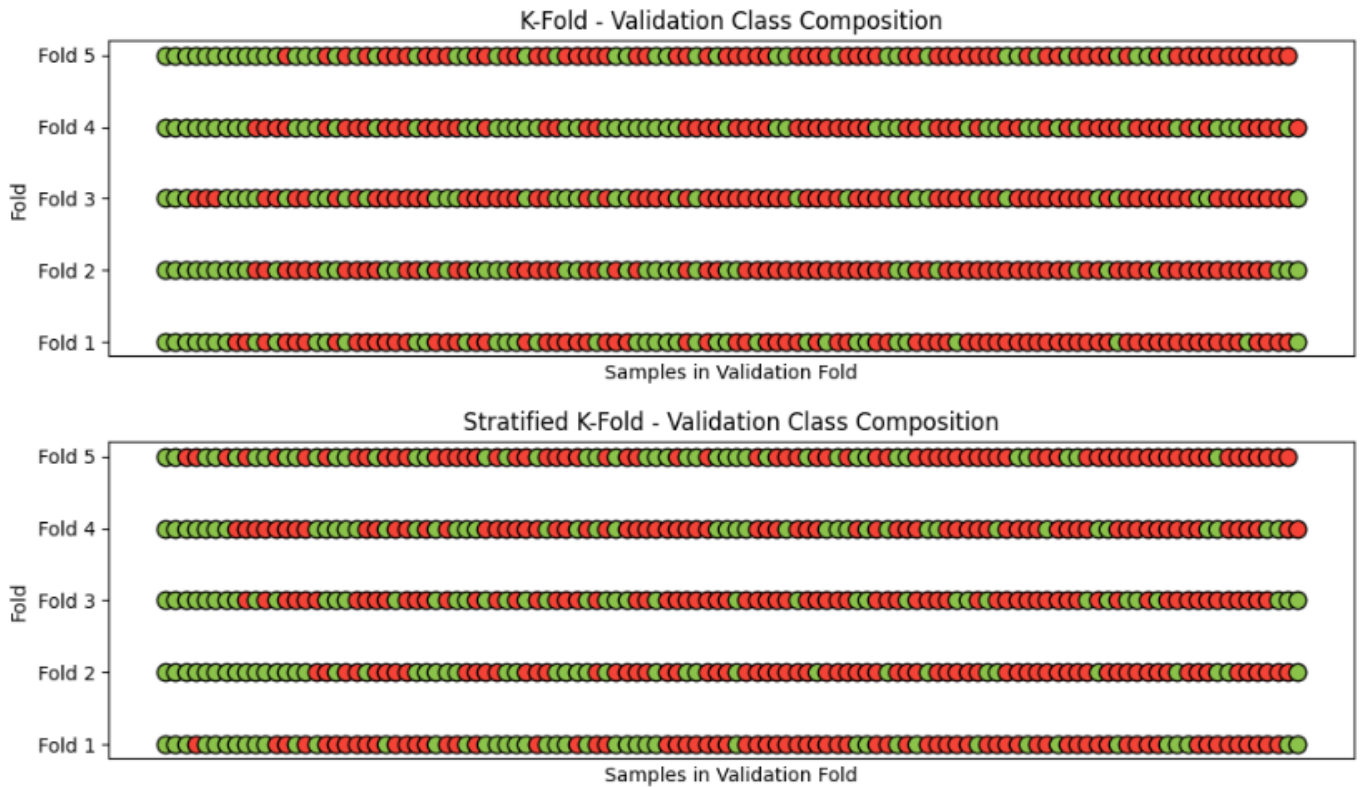 K-Fold - Validation Class Composition
Fold 5
Fold 4
Fold 3
Fold 2
Fold 1
Fold
Samples in Validation Fold
Stratified K-Fold - Validation Class Composition
Fold 5
Fold 4
Fold 3
Fold 2
Fold 1
Fold
Samples in Validation Fold